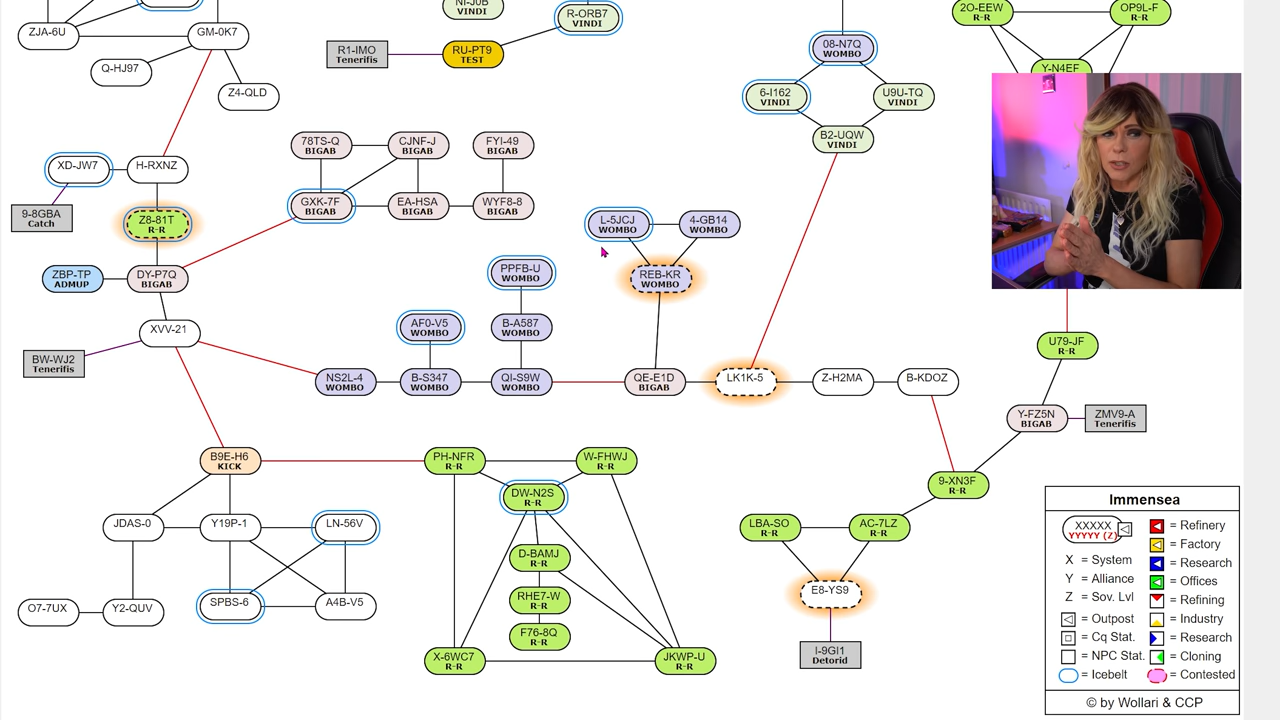 NI-J0B
VINDI
R-ORB7
VINDI
2O-EEW
R-R
OP9L-F
R-R
ZJA-6U
GM-0K7
Q-HJ97
Z4-QLD
R1-IMO
Tenerifis
RU-PT9
TEST
08-N7Q
WOMBO
Y-N4EF
6-I162
VINDI
U9U-TQ
VINDI
B2-UQW
VINDI
78TS-Q
BIGAB
CJNF-J
BIGAB
FYI-49
BIGAB
XD-JW7
H-RXNZ
9-8GBA
Catch
Z8-81T
R-R
GXK-7F
BIGAB
EA-HSA
BIGAB
WYF8-8
BIGAB
L-5JCJ
WOMBO
4-GB14
WOMBO
ZBP-TP
ADMUP
DY-P7Q
BIGAB
PPFB-U
WOMBO
REB-KR
WOMBO
XVV-21
AF0-V5
WOMBO
B-A587
WOMBO
U79-JF
R-R
BW-WJ2
Tenerifis
NS2L-4
WOMBO
B-S347
WOMBO
QI-S9W
WOMBO
QE-E1D
BIGAB
LK1K-5
Z-H2MA
B-KDOZ
Y-FZ5N
BIGAB
ZMV9-A
Tenerifis
B9E-H6
KICK
PH-NFR
R-R
W-FHWJ
R-R
9-XN3F
R-R
DW-N2S
R-R
JDAS-0
Y19P-1
LN-56V
LBA-SO
R-R
AC-7LZ
R-R
D-BAMJ
R-R
RHE7-W
R-R
E8-YS9
O7-7UX
Y2-QUV
SPBS-6
A4B-V5
F76-8Q
R-R
X-6WC7
R-R
JKWP-U
R-R
I-9GI1
Detorid
Immensea
XXXXX
YYYYY (Z)
X = System
Y = Alliance
Z = Sov. Lvl
= Outpost
= Cq Stat.
= NPC Stat.
= Icebelt
= Refinery
= Factory
= Research
= Offices
= Refining
= Industry
= Research
= Cloning
= Contested
© by Wollari & CCP